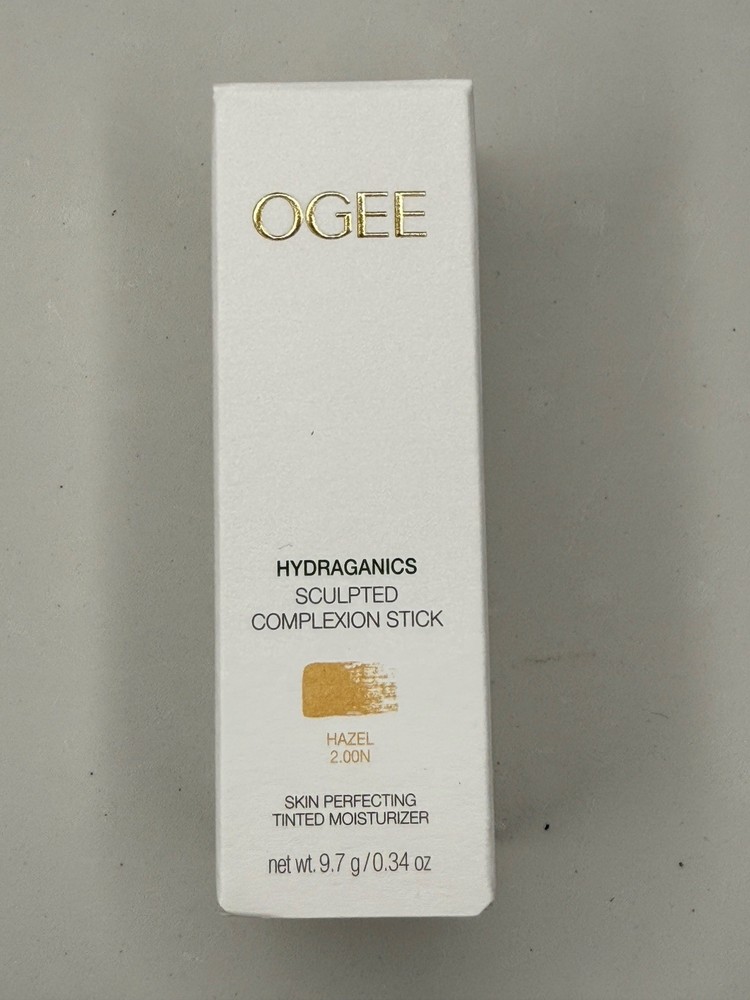 OGEE
HYDRAGANICS
SCULPTED
COMPLEXION STICK
HAZEL
2.00N
SKIN PERFECTING
TINTED MOISTURIZER
net wt. 9.7 g/0.34 oz